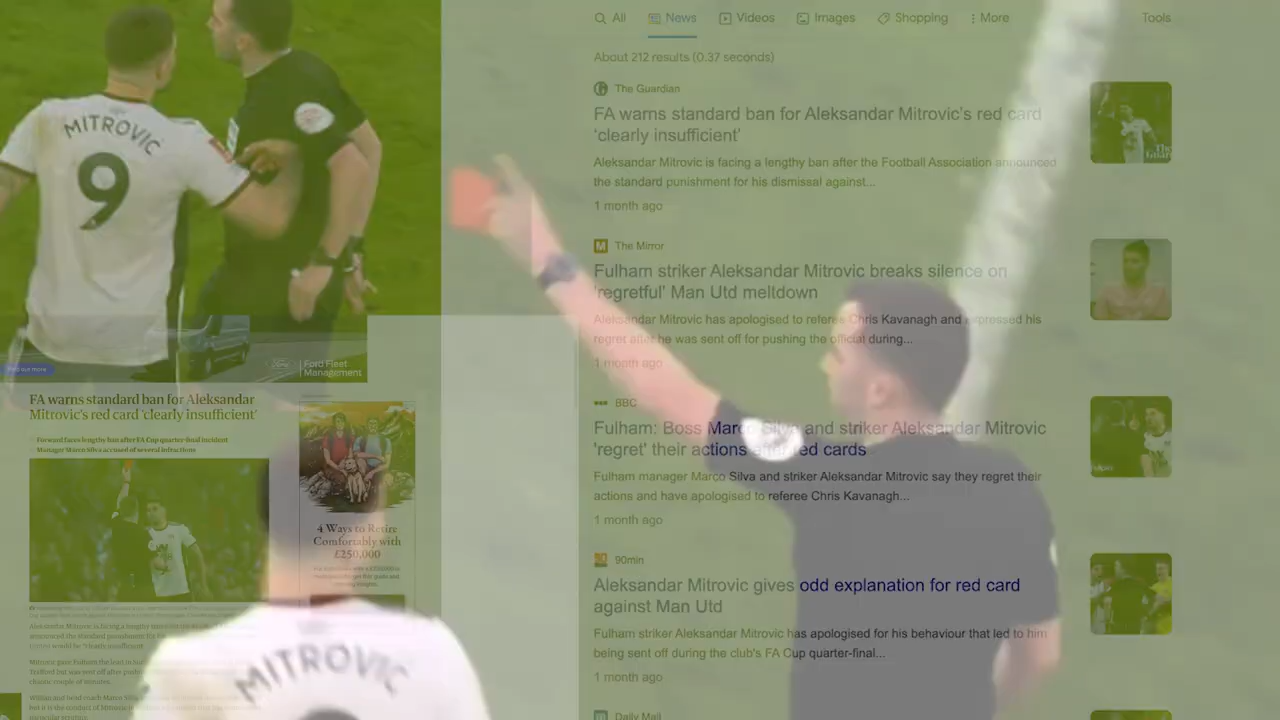 MITROVIĆ
9
Find out more
Ford Fleet
Management
FA warns standard ban for Aleksandar
Mitrovic's red card 'clearly insufficient'
Forward faces lengthy ban after FA Cup quarter-final incident
Manager Marco Silva accused of several infractions
4 Ways to Retire
Comfortably with
£250,000
MITROVIĆ
All
News
Videos
Images
Shopping
More
Tools
About 212 results (0.37 seconds)
The Guardian
FA warns standard ban for Aleksandar Mitrovic's red card
'clearly insufficient'
Aleksandar Mitrovic is facing a lengthy ban after the Football Association announced
the standard punishment for his dismissal against...
1 month ago
The Mirror
Fulham striker Aleksandar Mitrovic breaks silence on
'regretful' Man Utd meltdown
Aleksandar Mitrovic has apologised to referee Chris Kavanagh and expressed his
regret after he was sent off for pushing the official during...
1 month ago
BBC
Fulham: Boss Marco Silva and striker Aleksandar Mitrovic
'regret' their actions after red cards
Fulham manager Marco Silva and striker Aleksandar Mitrovic say they regret their
actions and have apologised to referee Chris Kavanagh...
1 month ago
90min
Aleksandar Mitrovic gives odd explanation for red card
against Man Utd
Fulham striker Aleksandar Mitrovic has apologised for his behaviour that led to him
being sent off during the club's FA Cup quarter-final...
1 month ago
Daily Mail